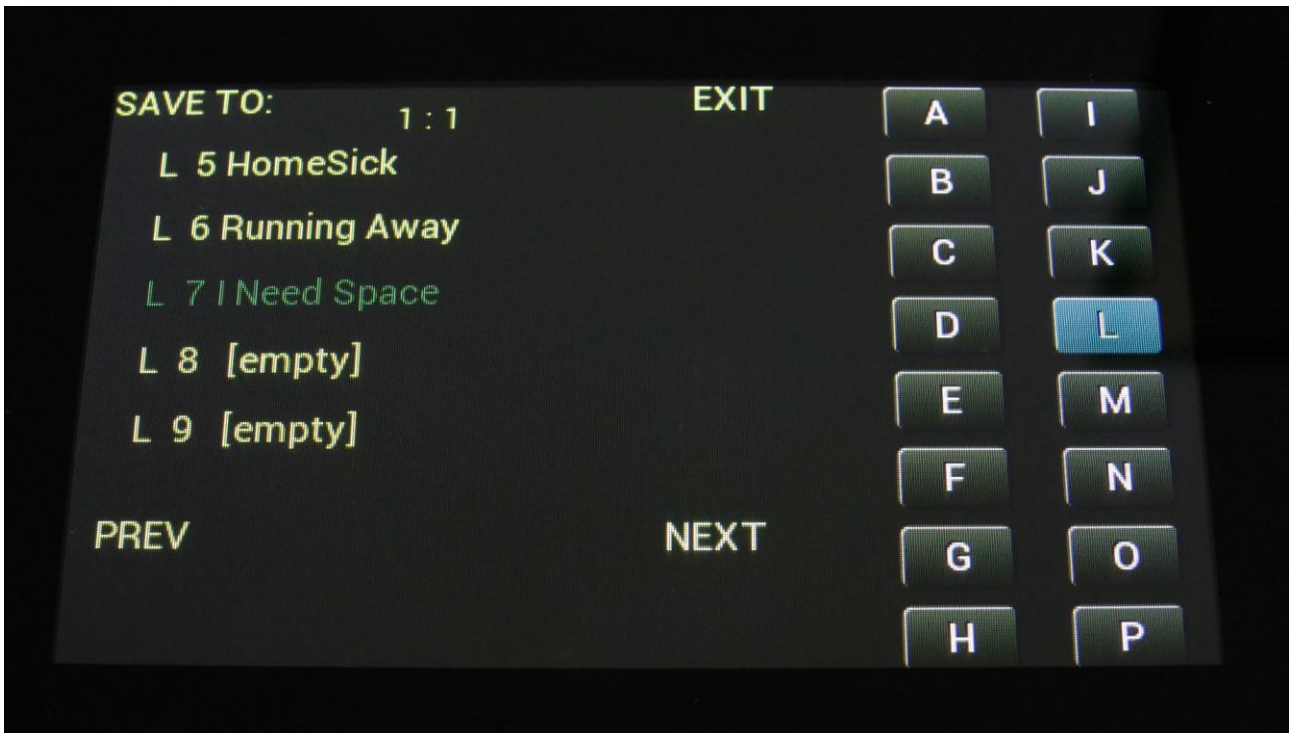 SAVE TO: 1 : 1 EXIT
L 5 HomeSick
L 6 Running Away
L 7 I Need Space
L 8 [empty]
L 9 [empty]
PREV NEXT
A I
B J
C K
D L
E M
F N
G O
H P